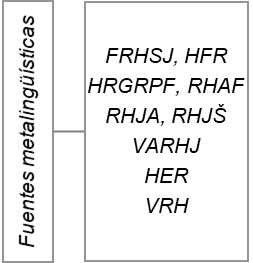 Fuentes metalingüísticas
FRHSJ, HFR
HRGRPF, RHAF
RHJA, RHJŠ
VARHJ
HER
VRH